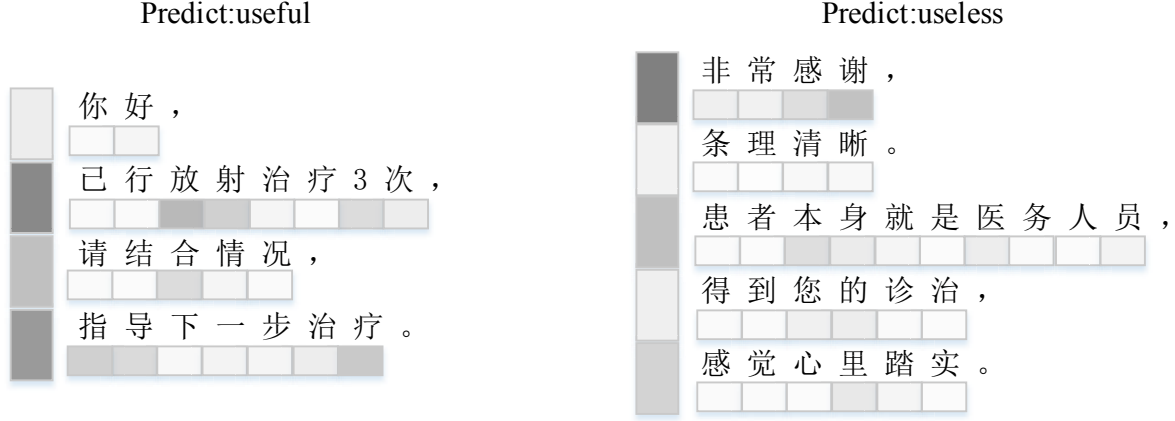 Predict:useful
你好，
已行放射治疗3次，
请结合情况，
指导下一步治疗。
Predict:useless
非常感谢，
条理清晰。
患者本身就是医务人员，
得到您的诊治，
感觉心里踏实。